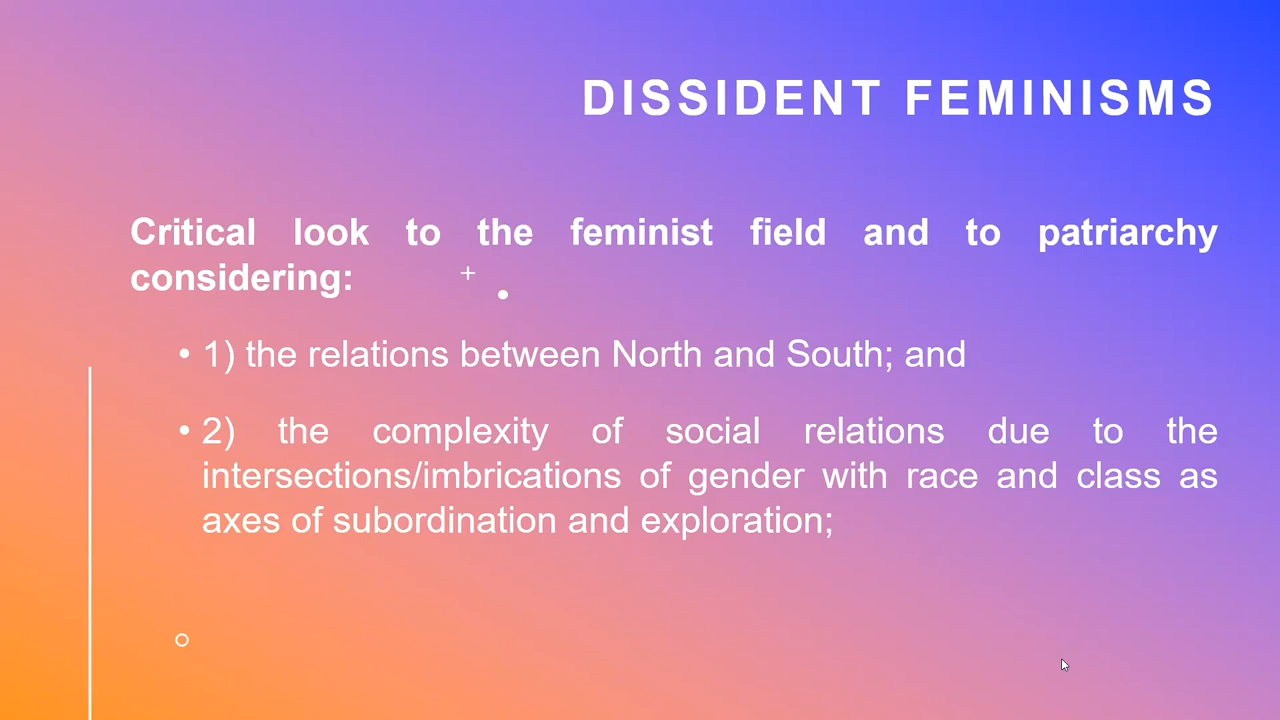 DISSIDENT FEMINISMS
Critical look to the feminist field and to patriarchy
considering:
• 1) the relations between North and South; and
• 2) the complexity of social relations due to the
intersections/imbrications of gender with race and class as
axes of subordination and exploration;